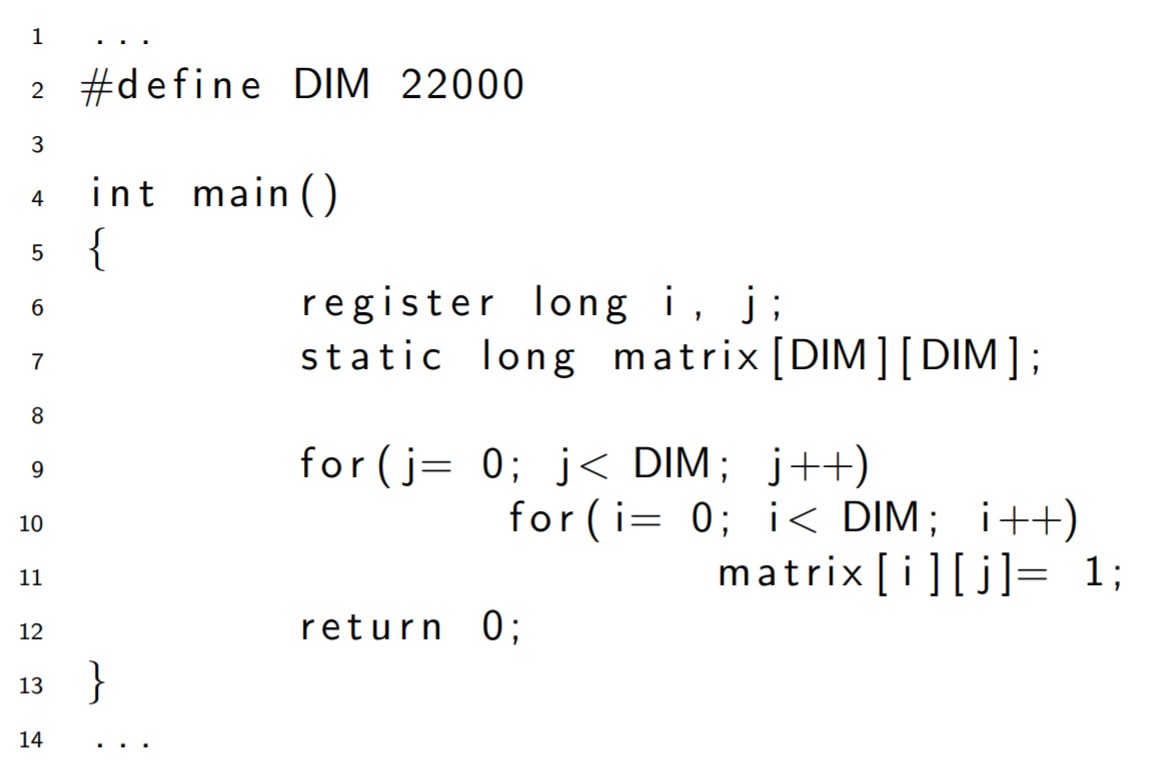 1 ...
2 #define DIM 22000
3
4 int main()
5 {
6 register long i, j;
7 static long matrix[DIM][DIM];
8
9 for(j= 0; j< DIM; j++)
10 for(i= 0; i< DIM; i++)
11 matrix[i][j]= 1;
12 return 0;
13 }
14 ...